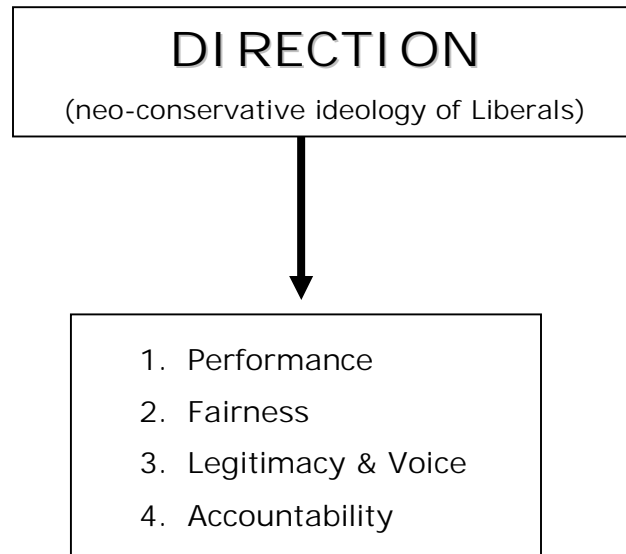 DIRECTION
(neo-conservative ideology of Liberals)
1. Performance
2. Fairness
3. Legitimacy & Voice
4. Accountability